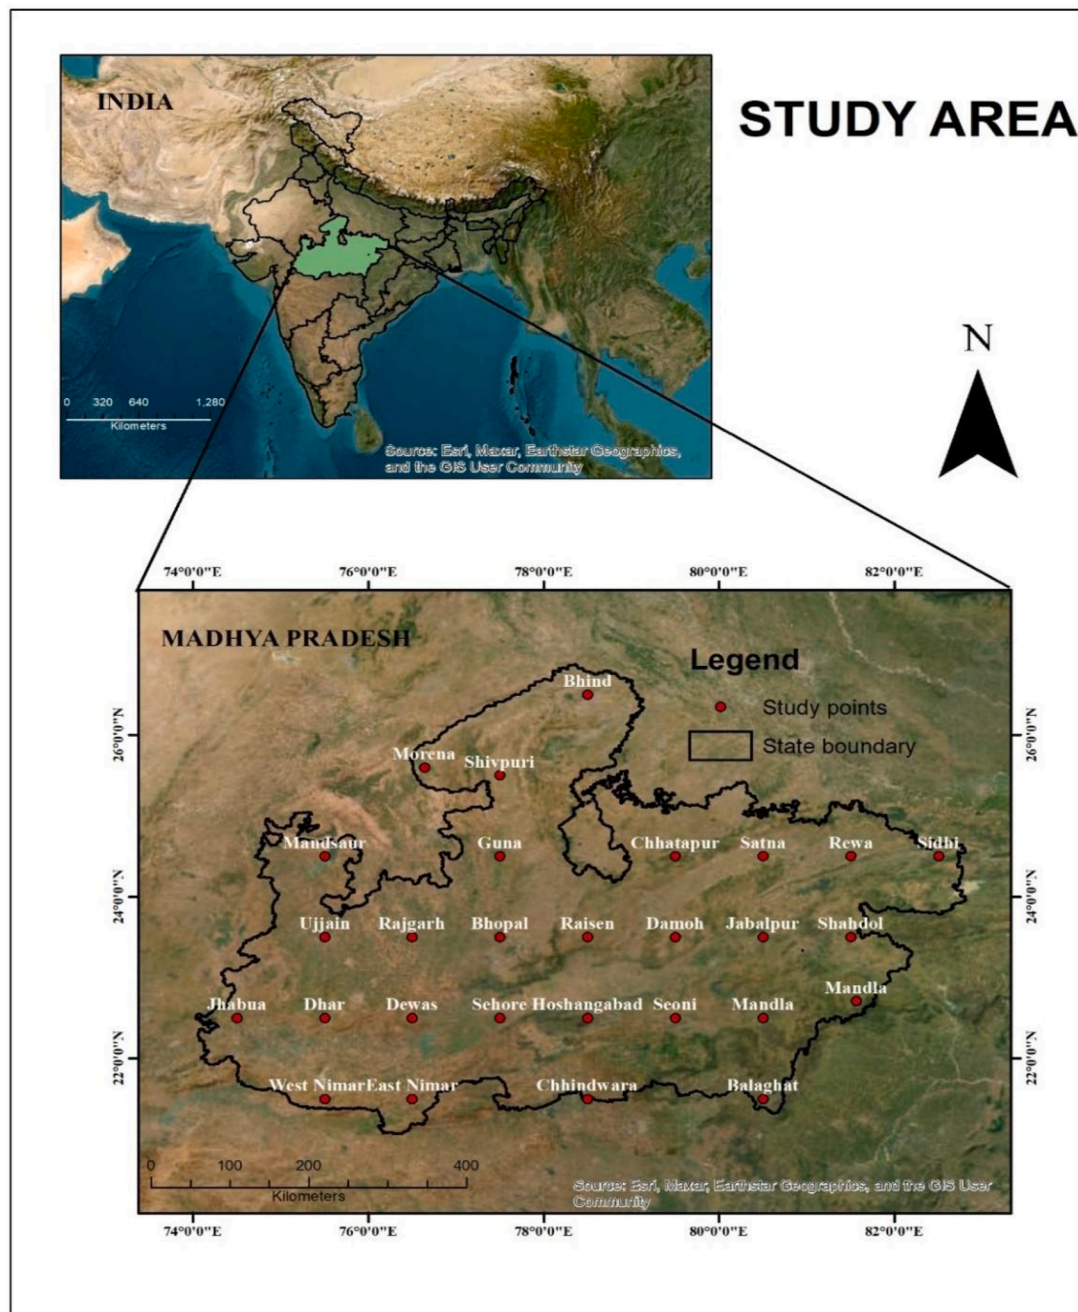 INDIA
STUDY AREA
N
0 320 640 1,280
Kilometers
Source: Esri, Maxar, Earthstar Geographics,
and the GIS User Community
74°0'0"E 76°0'0"E 78°0'0"E 80°0'0"E 82°0'0"E
MADHYA PRADESH
Legend
Study points
State boundary
26°0'0"N
24°0'0"N
22°0'0"N
26°0'0"N
24°0'0"N
22°0'0"N
Bhind
Morena
Shivpuri
Mandsaur Guna Chhatapur Satna Rewa Sidhi
Ujjain Rajgarh Bhopal Raisen Damoh Jabalpur Shahdol
Mandla
Jhabua Dhar Dewas Sehore Hoshangabad Seoni Mandla
West Nimar East Nimar Chhindwara Balaghat
0 100 200 400
Kilometers
Source: Esri, Maxar, Earthstar Geographics, and the GIS User
Community
74°0'0"E 76°0'0"E 78°0'0"E 80°0'0"E 82°0'0"E